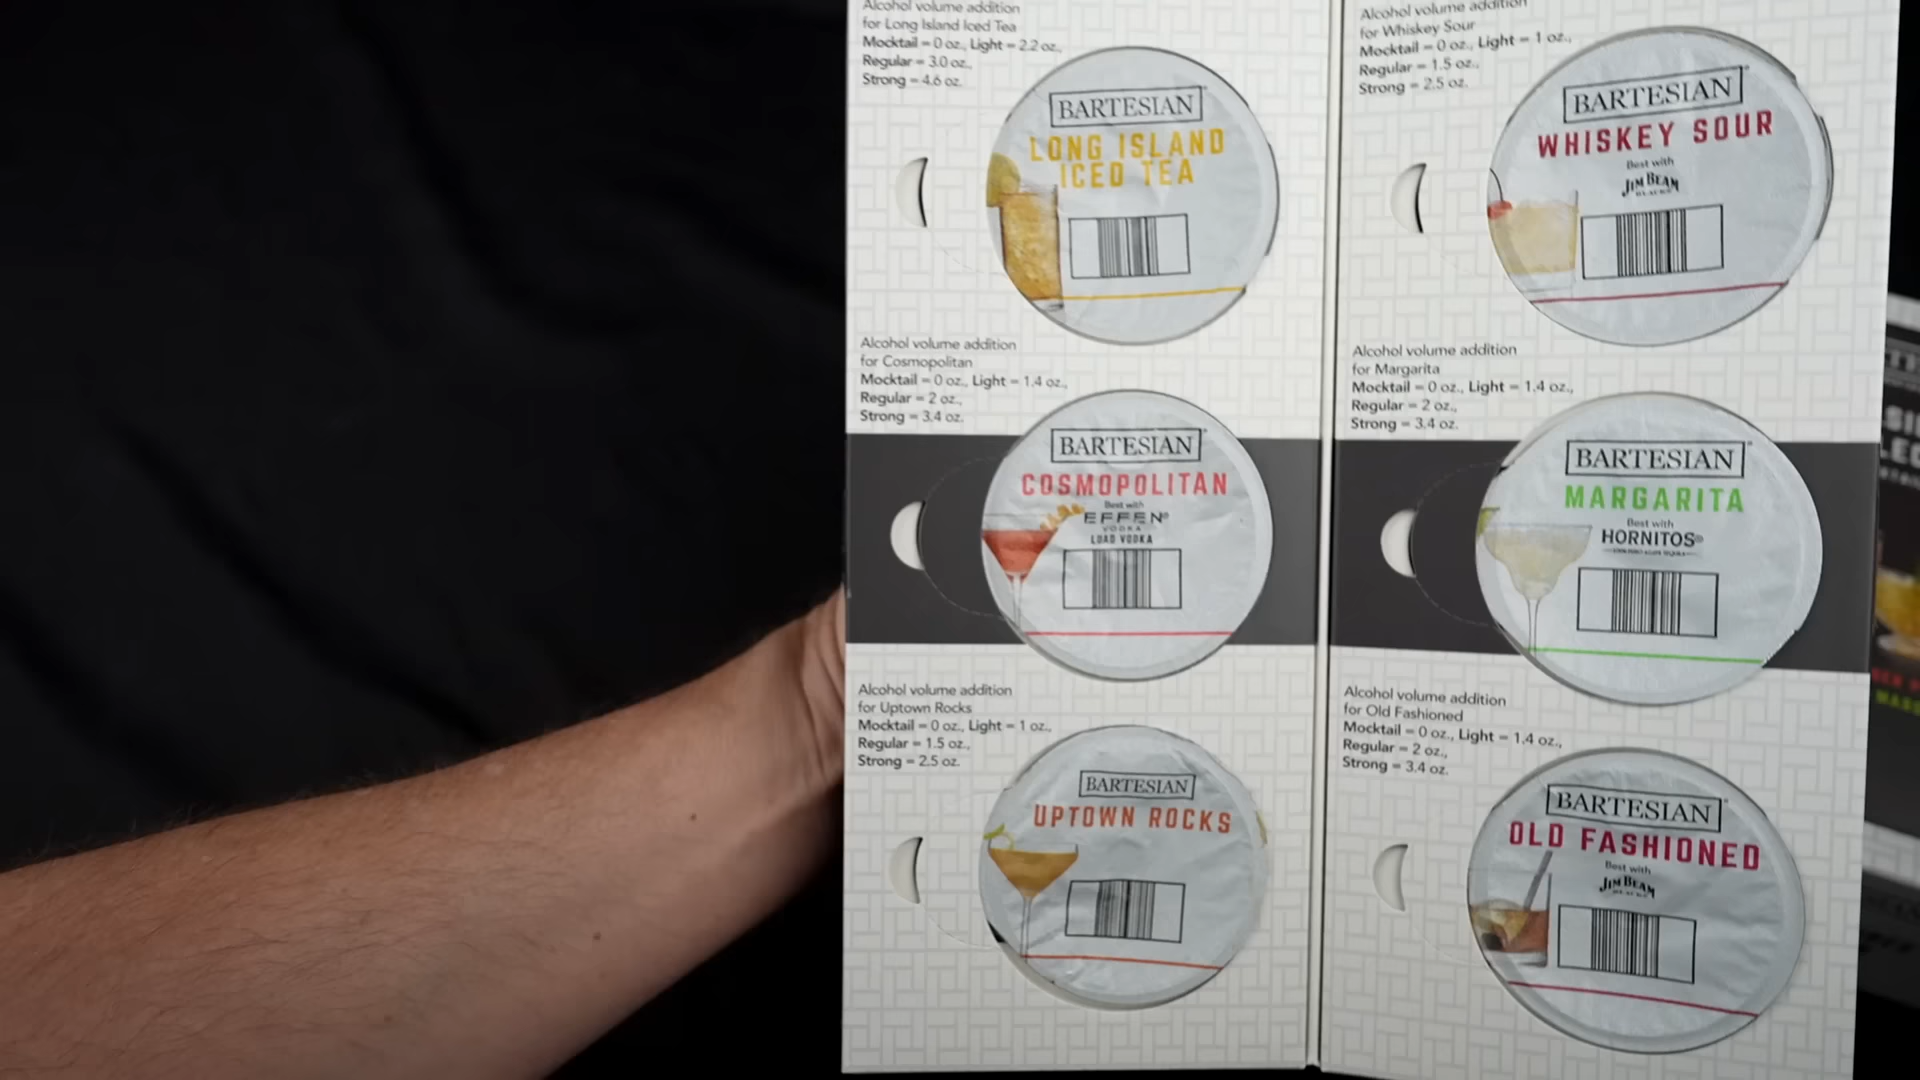 Alcohol volume addition
for Long Island Iced Tea
Mocktail = 0 oz., Light = 2.2 oz.,
Regular = 3.0 oz.,
Strong = 4.6 oz.
BARTESIAN
LONG ISLAND
ICED TEA
Alcohol volume addition
for Whiskey Sour
Mocktail = 0 oz., Light = 1 oz.,
Regular = 1.5 oz.,
Strong = 2.5 oz.
BARTESIAN
WHISKEY SOUR
Best with
JIM BEAM
Alcohol volume addition
for Cosmopolitan
Mocktail = 0 oz., Light = 1.4 oz.,
Regular = 2 oz.,
Strong = 3.4 oz.
BARTESIAN
COSMOPOLITAN
Best with
EFFEN®
VODKA
LOAD VODKA
Alcohol volume addition
for Margarita
Mocktail = 0 oz., Light = 1.4 oz.,
Regular = 2 oz.,
Strong = 3.4 oz.
BARTESIAN
MARGARITA
Best with
HORNITOS®
Alcohol volume addition
for Uptown Rocks
Mocktail = 0 oz., Light = 1 oz.,
Regular = 1.5 oz.,
Strong = 2.5 oz.
BARTESIAN
UPTOWN ROCKS
Alcohol volume addition
for Old Fashioned
Mocktail = 0 oz., Light = 1.4 oz.,
Regular = 2 oz.,
Strong = 3.4 oz.
BARTESIAN
OLD FASHIONED
Best with
JIM BEAM